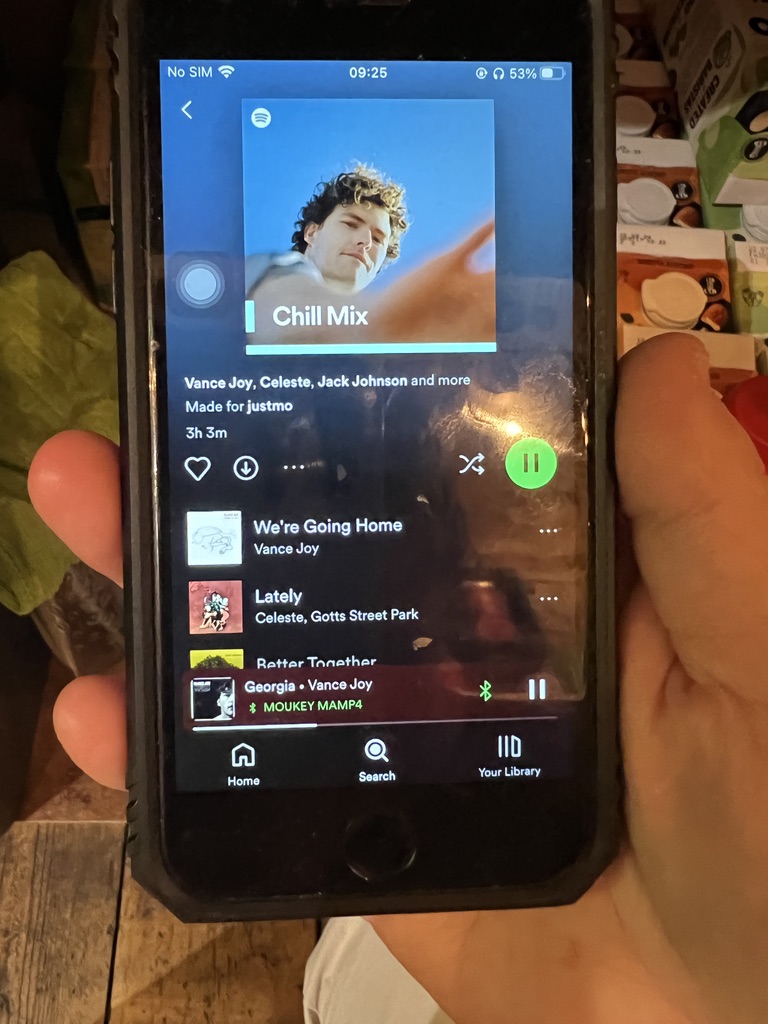 No SIM
09:25
53%
Chill Mix
Vance Joy, Celeste, Jack Johnson and more
Made for justmo
3h 3m
We're Going Home
Vance Joy
Lately
Celeste, Gotts Street Park
Better Together
Georgia • Vance Joy
MOUKEY MAMP4
Home
Search
Your Library
CREATED
BARISTAS